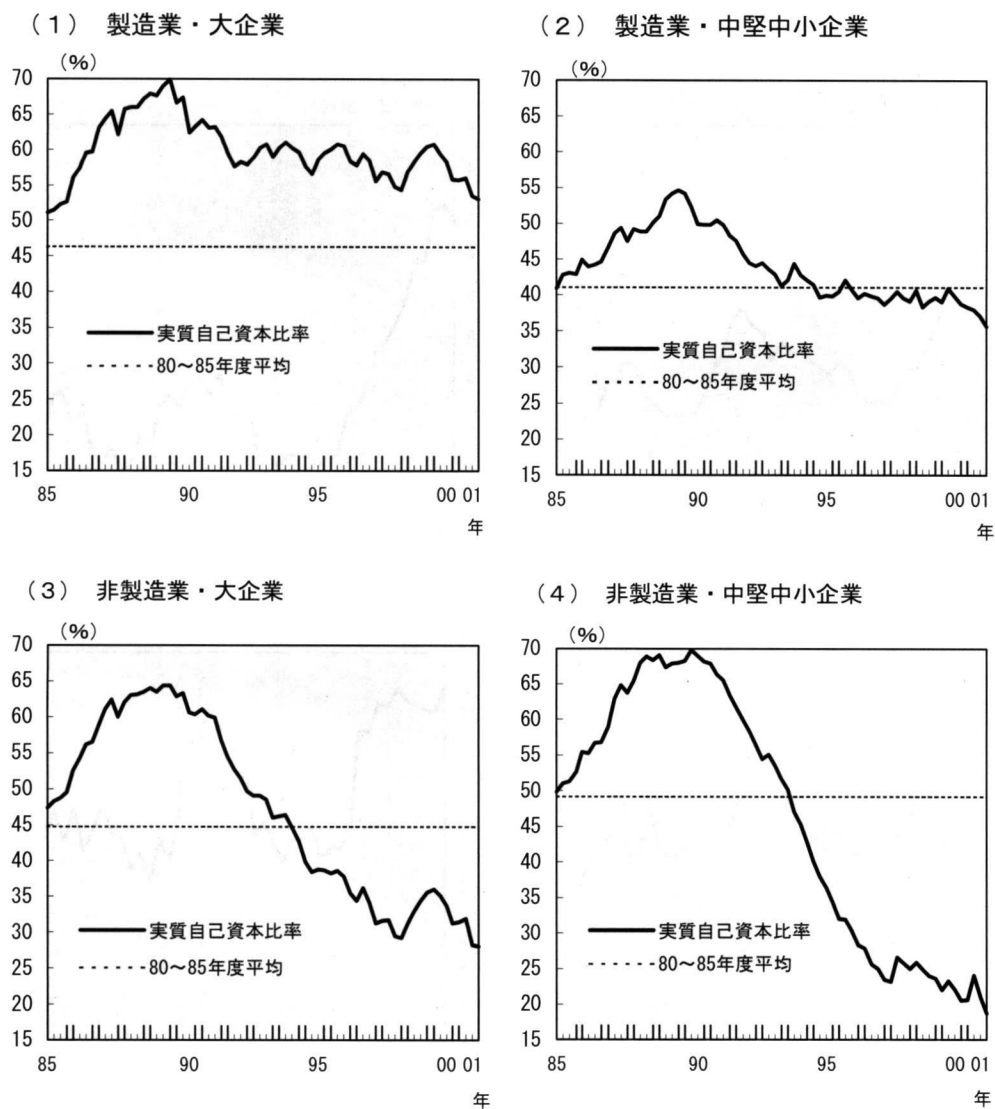 （１） 製造業・大企業
（%）
70
65
60
55
50
45
40
35
30
25
20
15
実質自己資本比率
80〜85年度平均
85 90 95 00 01
年
（２） 製造業・中堅中小企業
（%）
70
65
60
55
50
45
40
35
30
25
20
15
実質自己資本比率
80〜85年度平均
85 90 95 00 01
年
（３） 非製造業・大企業
（%）
70
65
60
55
50
45
40
35
30
25
20
15
実質自己資本比率
80〜85年度平均
85 90 95 00 01
年
（４） 非製造業・中堅中小企業
（%）
70
65
60
55
50
45
40
35
30
25
20
15
実質自己資本比率
80〜85年度平均
85 90 95 00 01
年